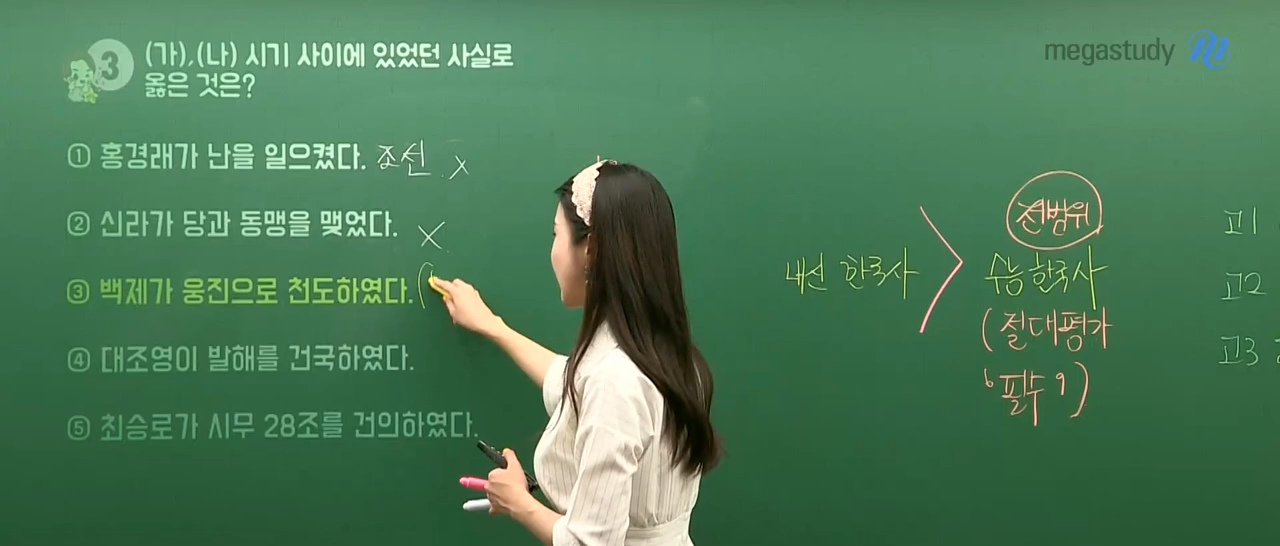 megastudy
3
(가),(나) 시기 사이에 있었던 사실로
옳은 것은?
① 홍경래가 난을 일으켰다. 조선 X
② 신라가 당과 동맹을 맺었다. X
③ 백제가 웅진으로 천도하였다. (
④ 대조영이 발해를 건국하였다.
⑤ 최승로가 시무 28조를 건의하였다.
내신 한국사
전범위
수능 한국사
(절대평가
필수)
고1
고2
고3